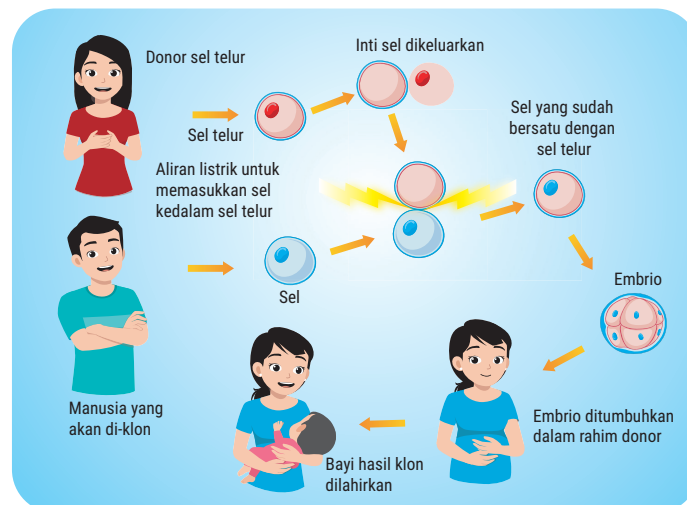 Donor sel telur
Inti sel dikeluarkan
Sel telur
Sel yang sudah
bersatu dengan
sel telur
Aliran listrik untuk
memasukkan sel
kedalam sel telur
Sel
Embrio
Manusia yang
akan di-klon
Embrio ditumbuhkan
dalam rahim donor
Bayi hasil klon
dilahirkan